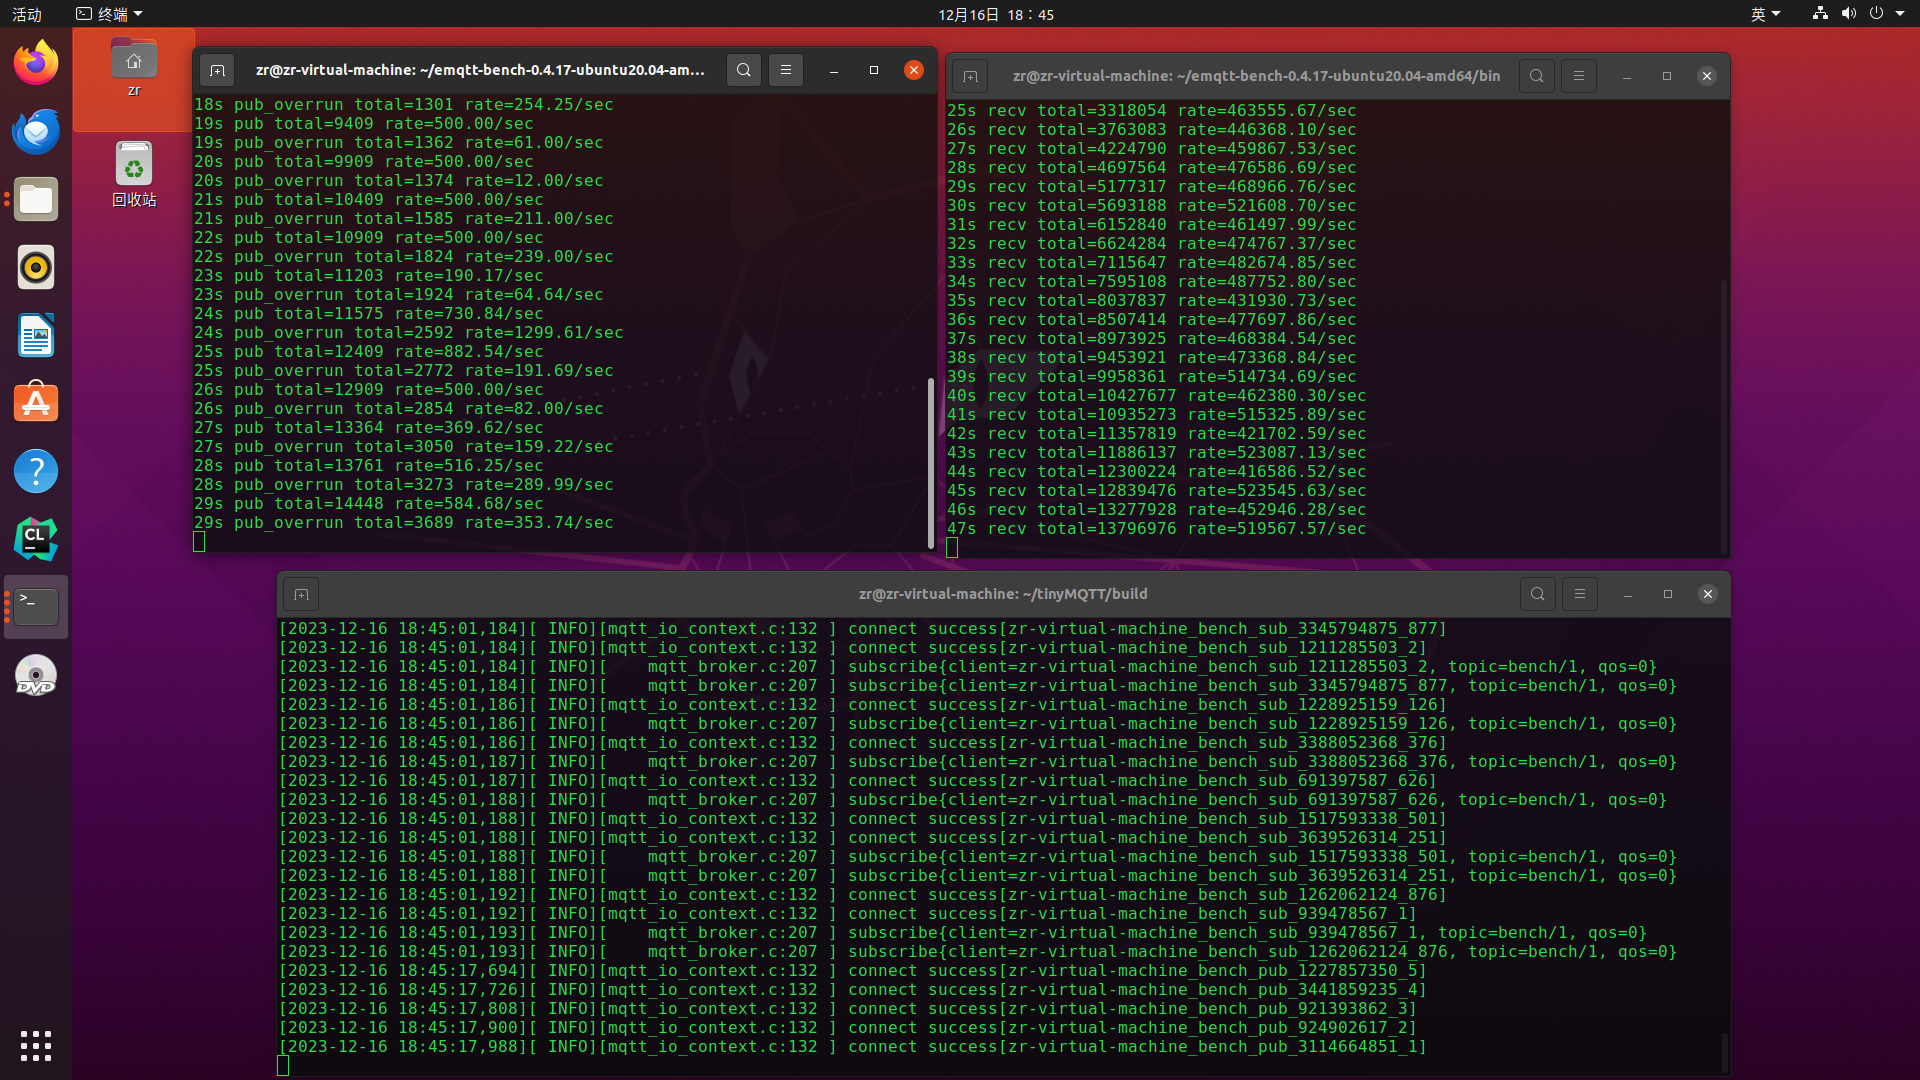 活动
终端
12月16日 18：45
英
zr
回收站
zr@zr-virtual-machine: ~/emqtt-bench-0.4.17-ubuntu20.04-am...
18s pub_overrun total=1301 rate=254.25/sec
19s pub total=9409 rate=500.00/sec
19s pub_overrun total=1362 rate=61.00/sec
20s pub total=9909 rate=500.00/sec
20s pub_overrun total=1374 rate=12.00/sec
21s pub total=10409 rate=500.00/sec
21s pub_overrun total=1585 rate=211.00/sec
22s pub total=10909 rate=500.00/sec
22s pub_overrun total=1824 rate=239.00/sec
23s pub total=11203 rate=190.17/sec
23s pub_overrun total=1924 rate=64.64/sec
24s pub total=11575 rate=730.84/sec
24s pub_overrun total=2592 rate=1299.61/sec
25s pub total=12409 rate=882.54/sec
25s pub_overrun total=2772 rate=191.69/sec
26s pub total=12909 rate=500.00/sec
26s pub_overrun total=2854 rate=82.00/sec
27s pub total=13364 rate=369.62/sec
27s pub_overrun total=3050 rate=159.22/sec
28s pub total=13761 rate=516.25/sec
28s pub_overrun total=3273 rate=289.99/sec
29s pub total=14448 rate=584.68/sec
29s pub_overrun total=3689 rate=353.74/sec
zr@zr-virtual-machine: ~/emqtt-bench-0.4.17-ubuntu20.04-amd64/bin
25s recv total=3318054 rate=463555.67/sec
26s recv total=3763083 rate=446368.10/sec
27s recv total=4224790 rate=459867.53/sec
28s recv total=4697564 rate=476586.69/sec
29s recv total=5177317 rate=468966.76/sec
30s recv total=5693188 rate=521608.70/sec
31s recv total=6152840 rate=461497.99/sec
32s recv total=6624284 rate=474767.37/sec
33s recv total=7115647 rate=482674.85/sec
34s recv total=7595108 rate=487752.80/sec
35s recv total=8037837 rate=431930.73/sec
36s recv total=8507414 rate=477697.86/sec
37s recv total=8973925 rate=468384.54/sec
38s recv total=9453921 rate=473368.84/sec
39s recv total=9958361 rate=514734.69/sec
40s recv total=10427677 rate=462380.30/sec
41s recv total=10935273 rate=515325.89/sec
42s recv total=11357819 rate=421702.59/sec
43s recv total=11886137 rate=523087.13/sec
44s recv total=12300224 rate=416586.52/sec
45s recv total=12839476 rate=523545.63/sec
46s recv total=13277928 rate=452946.28/sec
47s recv total=13796976 rate=519567.57/sec
zr@zr-virtual-machine: ~/tinyMQTT/build
[2023-12-16 18:45:01,184][ INFO][mqtt_io_context.c:132 ] connect success[zr-virtual-machine_bench_sub_3345794875_877]
[2023-12-16 18:45:01,184][ INFO][mqtt_io_context.c:132 ] connect success[zr-virtual-machine_bench_sub_1211285503_2]
[2023-12-16 18:45:01,184][ INFO][    mqtt_broker.c:207 ] subscribe{client=zr-virtual-machine_bench_sub_1211285503_2, topic=bench/1, qos=0}
[2023-12-16 18:45:01,184][ INFO][    mqtt_broker.c:207 ] subscribe{client=zr-virtual-machine_bench_sub_3345794875_877, topic=bench/1, qos=0}
[2023-12-16 18:45:01,186][ INFO][mqtt_io_context.c:132 ] connect success[zr-virtual-machine_bench_sub_1228925159_126]
[2023-12-16 18:45:01,186][ INFO][    mqtt_broker.c:207 ] subscribe{client=zr-virtual-machine_bench_sub_1228925159_126, topic=bench/1, qos=0}
[2023-12-16 18:45:01,186][ INFO][mqtt_io_context.c:132 ] connect success[zr-virtual-machine_bench_sub_3388052368_376]
[2023-12-16 18:45:01,187][ INFO][    mqtt_broker.c:207 ] subscribe{client=zr-virtual-machine_bench_sub_3388052368_376, topic=bench/1, qos=0}
[2023-12-16 18:45:01,187][ INFO][mqtt_io_context.c:132 ] connect success[zr-virtual-machine_bench_sub_691397587_626]
[2023-12-16 18:45:01,188][ INFO][    mqtt_broker.c:207 ] subscribe{client=zr-virtual-machine_bench_sub_691397587_626, topic=bench/1, qos=0}
[2023-12-16 18:45:01,188][ INFO][mqtt_io_context.c:132 ] connect success[zr-virtual-machine_bench_sub_1517593338_501]
[2023-12-16 18:45:01,188][ INFO][mqtt_io_context.c:132 ] connect success[zr-virtual-machine_bench_sub_3639526314_251]
[2023-12-16 18:45:01,188][ INFO][    mqtt_broker.c:207 ] subscribe{client=zr-virtual-machine_bench_sub_1517593338_501, topic=bench/1, qos=0}
[2023-12-16 18:45:01,188][ INFO][    mqtt_broker.c:207 ] subscribe{client=zr-virtual-machine_bench_sub_3639526314_251, topic=bench/1, qos=0}
[2023-12-16 18:45:01,192][ INFO][mqtt_io_context.c:132 ] connect success[zr-virtual-machine_bench_sub_1262062124_876]
[2023-12-16 18:45:01,192][ INFO][mqtt_io_context.c:132 ] connect success[zr-virtual-machine_bench_sub_939478567_1]
[2023-12-16 18:45:01,193][ INFO][    mqtt_broker.c:207 ] subscribe{client=zr-virtual-machine_bench_sub_939478567_1, topic=bench/1, qos=0}
[2023-12-16 18:45:01,193][ INFO][    mqtt_broker.c:207 ] subscribe{client=zr-virtual-machine_bench_sub_1262062124_876, topic=bench/1, qos=0}
[2023-12-16 18:45:17,694][ INFO][mqtt_io_context.c:132 ] connect success[zr-virtual-machine_bench_pub_1227857350_5]
[2023-12-16 18:45:17,726][ INFO][mqtt_io_context.c:132 ] connect success[zr-virtual-machine_bench_pub_3441859235_4]
[2023-12-16 18:45:17,808][ INFO][mqtt_io_context.c:132 ] connect success[zr-virtual-machine_bench_pub_921393862_3]
[2023-12-16 18:45:17,900][ INFO][mqtt_io_context.c:132 ] connect success[zr-virtual-machine_bench_pub_924902617_2]
[2023-12-16 18:45:17,988][ INFO][mqtt_io_context.c:132 ] connect success[zr-virtual-machine_bench_pub_3114664851_1]
CL
>_
DVD